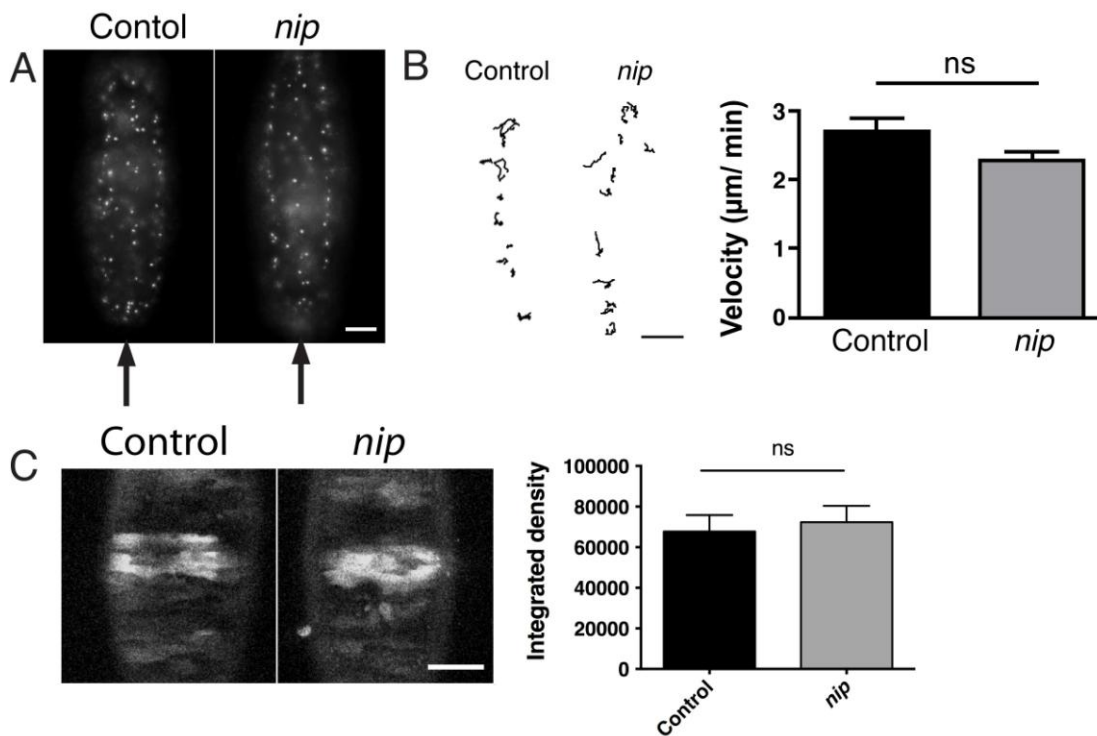 Contol nip
A
B
Control nip
ns
Velocity (µm/ min)
3
2
1
0
Control nip
C
Control nip
ns
Integrated density
100000
80000
60000
40000
20000
0
Control
nip